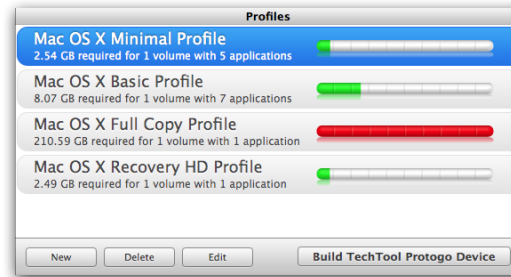 Profiles
Mac OS X Minimal Profile
2.54 GB required for 1 volume with 5 applications
Mac OS X Basic Profile
8.07 GB required for 1 volume with 7 applications
Mac OS X Full Copy Profile
210.59 GB required for 1 volume with 1 application
Mac OS X Recovery HD Profile
2.49 GB required for 1 volume with 1 application
New Delete Edit Build TechTool Protogo Device